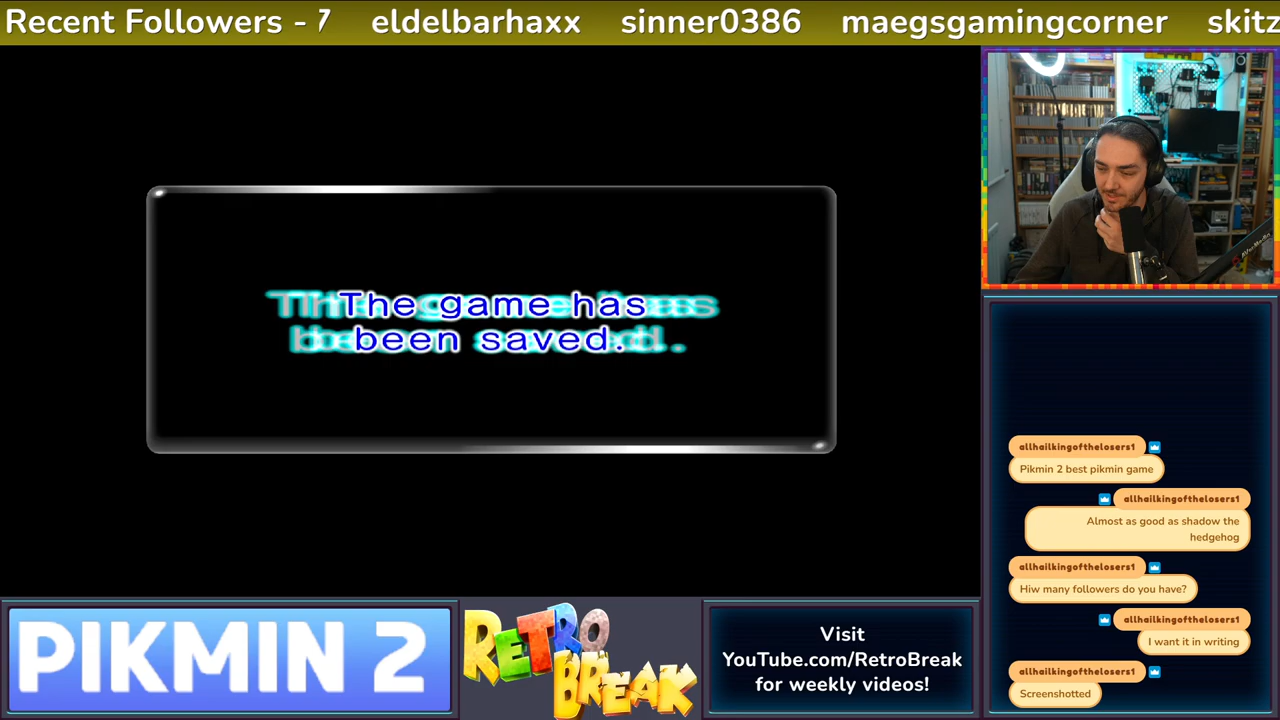 Recent Followers - 7 eldelbarhaxx sinner0386 maegsgamingcorner skitz
The game has
been saved.
allhailkingofthelosers1
Pikmin 2 best pikmin game
allhailkingofthelosers1
Almost as good as shadow the
hedgehog
allhailkingofthelosers1
Hiw many followers do you have?
allhailkingofthelosers1
I want it in writing
allhailkingofthelosers1
Screenshotted
PIKMIN 2
RETRO
BREAK
Visit
YouTube.com/RetroBreak
for weekly videos!